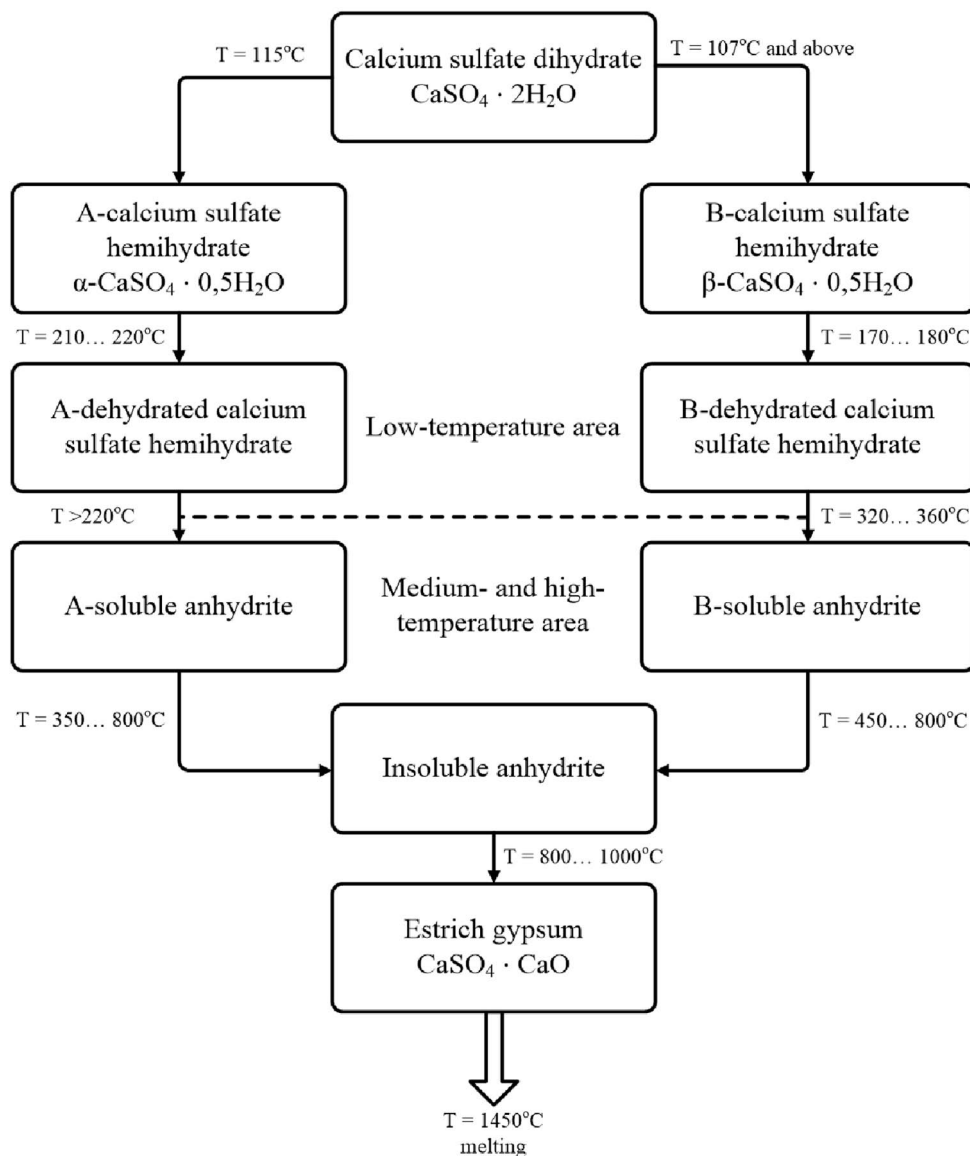 T = 115°C
Calcium sulfate dihydrate
CaSO₄ · 2H₂O
T = 107°C and above
A-calcium sulfate
hemihydrate
α-CaSO₄ · 0,5H₂O
B-calcium sulfate
hemihydrate
β-CaSO₄ · 0,5H₂O
T = 210… 220°C
T = 170… 180°C
A-dehydrated calcium
sulfate hemihydrate
Low-temperature area
B-dehydrated calcium
sulfate hemihydrate
T >220°C
T = 320… 360°C
A-soluble anhydrite
Medium- and high-
temperature area
B-soluble anhydrite
T = 350… 800°C
T = 450… 800°C
Insoluble anhydrite
T = 800… 1000°C
Estrich gypsum
CaSO₄ · CaO
T = 1450°C
melting